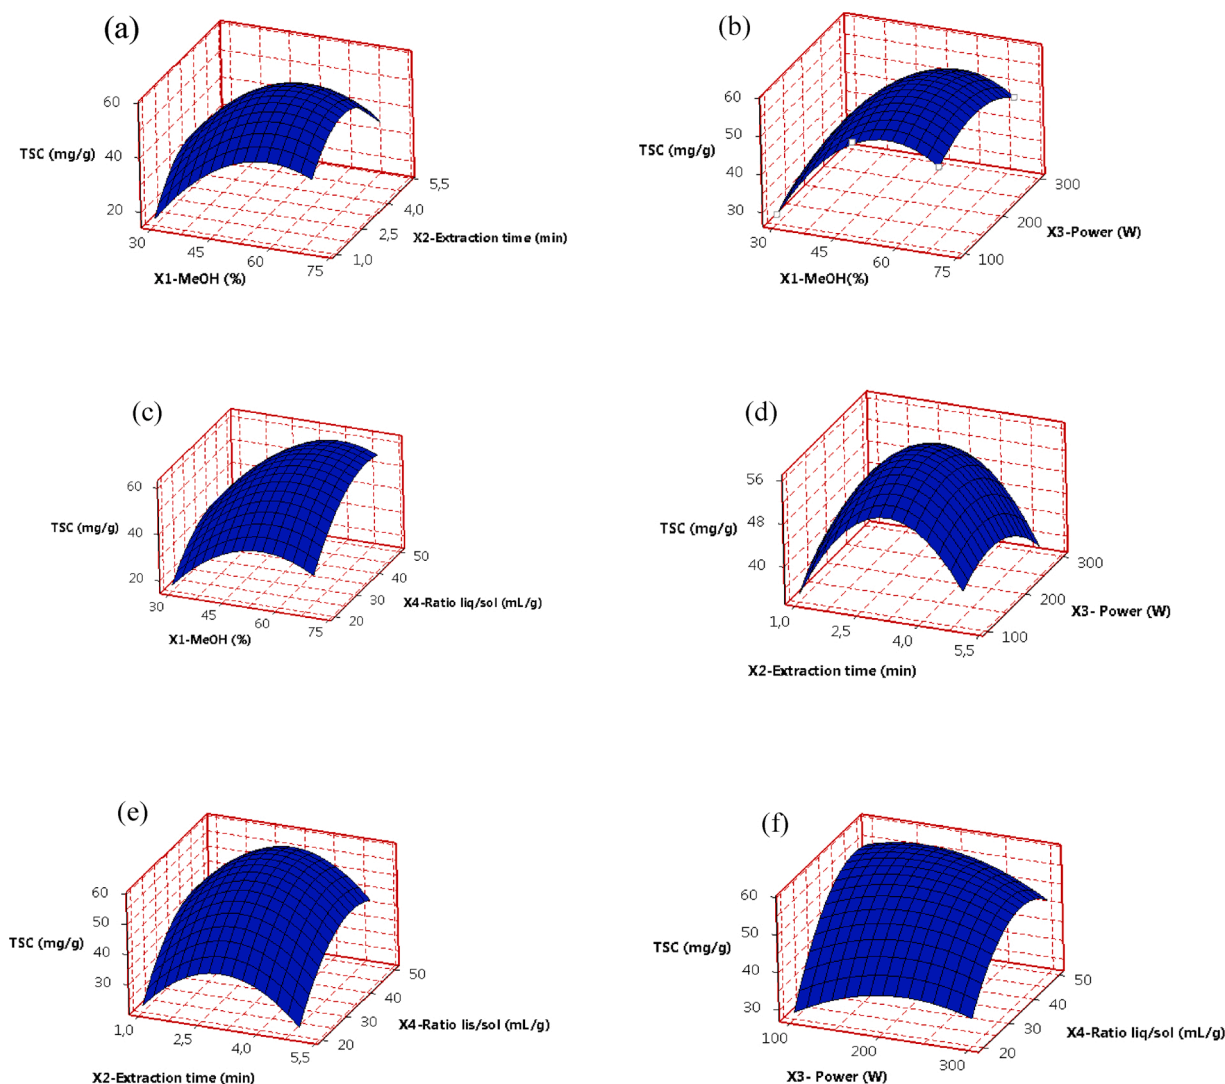 (a)
60
TSC (mg/g)
40
20
30
45
60
75
X1-MeOH (%)
1,0
2,5
4,0
5,5
X2-Extraction time (min)
(b)
60
50
TSC (mg/g)
40
30
30
45
60
75
X1-MeOH(%)
100
200
300
X3-Power (W)
(c)
60
TSC (mg/g)
40
20
30
45
60
75
X1-MeOH (%)
20
30
40
50
X4-Ratio liq/sol (mL/g)
(d)
56
TSC (mg/g)
48
40
1,0
2,5
4,0
5,5
X2-Extraction time (min)
100
200
300
X3- Power (W)
(e)
60
50
TSC (mg/g)
40
30
1,0
2,5
4,0
5,5
X2-Extraction time (min)
20
30
40
50
X4-Ratio lis/sol (mL/g)
(f)
60
50
TSC (mg/g)
40
30
100
200
300
X3- Power (W)
20
30
40
50
X4-Ratio liq/sol (mL/g)